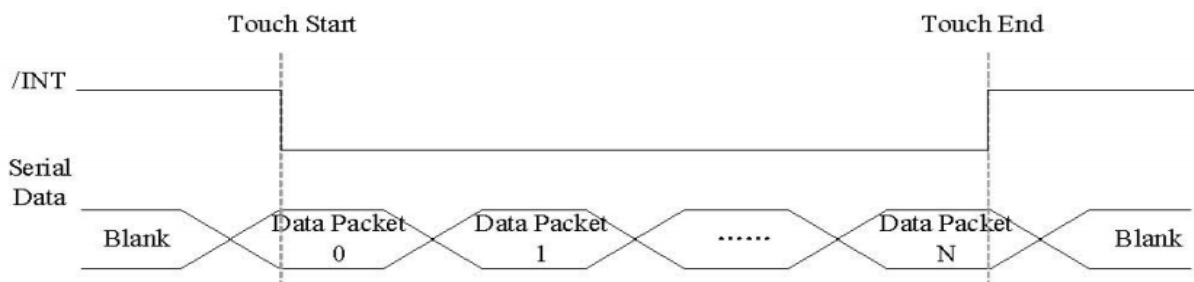 Touch Start
Touch End
/INT
Serial
Data
Blank
Data Packet
0
Data Packet
1
......
Data Packet
N
Blank